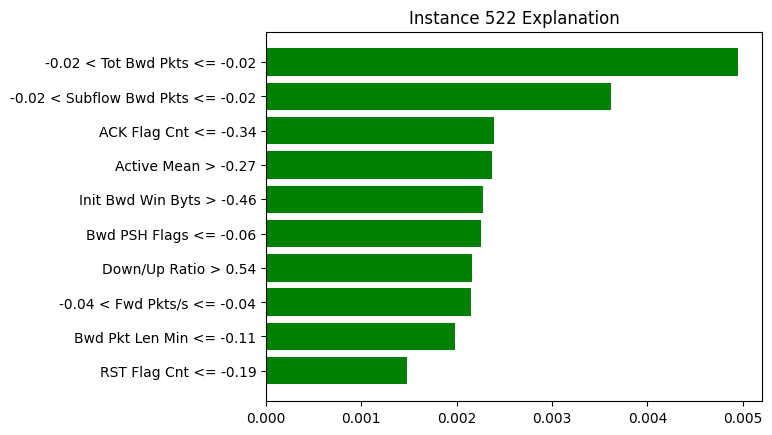 Instance 522 Explanation
-0.02 < Tot Bwd Pkts <= -0.02
-0.02 < Subflow Bwd Pkts <= -0.02
ACK Flag Cnt <= -0.34
Active Mean > -0.27
Init Bwd Win Byts > -0.46
Bwd PSH Flags <= -0.06
Down/Up Ratio > 0.54
-0.04 < Fwd Pkts/s <= -0.04
Bwd Pkt Len Min <= -0.11
RST Flag Cnt <= -0.19
0.000 0.001 0.002 0.003 0.004 0.005